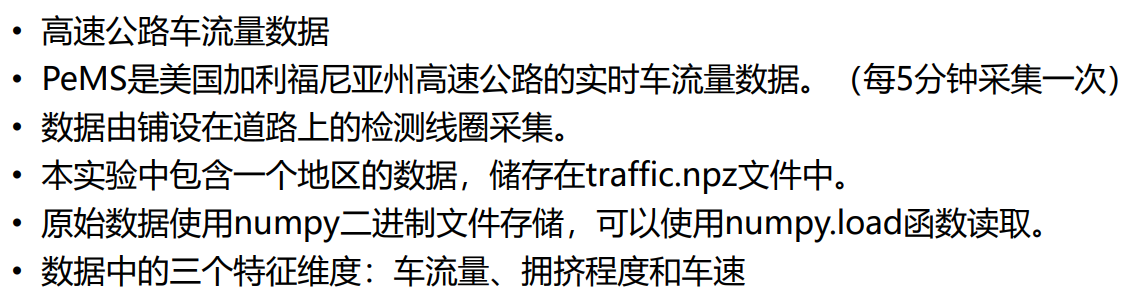 • 高速公路车流量数据
• PeMS是美国加利福尼亚州高速公路的实时车流量数据。（每5分钟采集一次）
• 数据由铺设在道路上的检测线圈采集。
• 本实验中包含一个地区的数据，储存在traffic.npz文件中。
• 原始数据使用numpy二进制文件存储，可以使用numpy.load函数读取。
• 数据中的三个特征维度：车流量、拥挤程度和车速